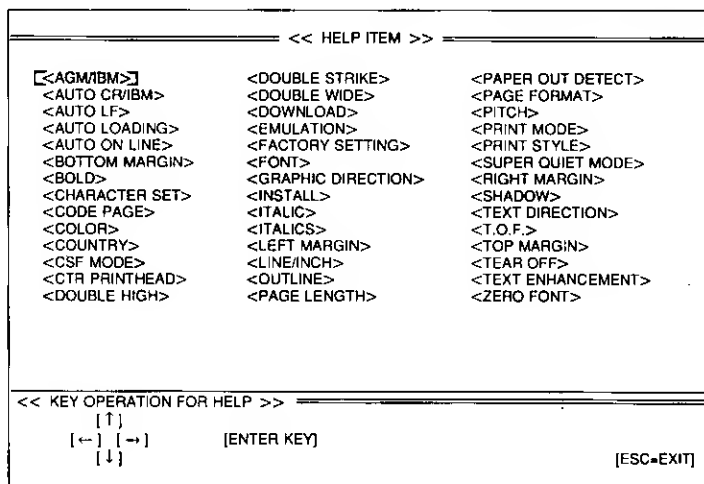 << HELP ITEM >>
[<AGM/IBM>] <DOUBLE STRIKE> <PAPER OUT DETECT>
<AUTO CR/IBM> <DOUBLE WIDE> <PAGE FORMAT>
<AUTO LF> <DOWNLOAD> <PITCH>
<AUTO LOADING> <EMULATION> <PRINT MODE>
<AUTO ON LINE> <FACTORY SETTING> <PRINT STYLE>
<BOTTOM MARGIN> <FONT> <SUPER QUIET MODE>
<BOLD> <GRAPHIC DIRECTION> <RIGHT MARGIN>
<CHARACTER SET> <INSTALL> <SHADOW>
<CODE PAGE> <ITALIC> <TEXT DIRECTION>
<COLOR> <ITALICS> <T.O.F.>
<COUNTRY> <LEFT MARGIN> <TOP MARGIN>
<CSF MODE> <LINE/INCH> <TEAR OFF>
<CTR PRINTHEAD> <OUTLINE> <TEXT ENHANCEMENT>
<DOUBLE HIGH> <PAGE LENGTH> <ZERO FONT>
<< KEY OPERATION FOR HELP >>
[↑]
[←] [→] [ENTER KEY]
[↓]
[ESC=EXIT]